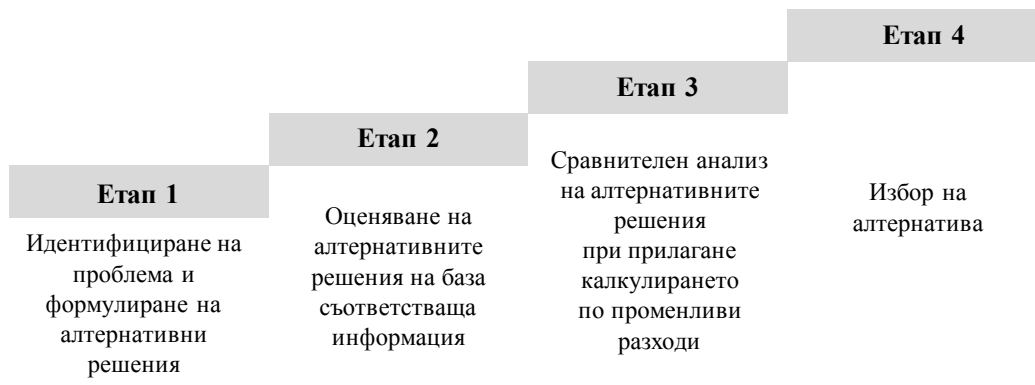 Етап 1
Идентифициране на
проблема и
формулиране на
алтернативни
решения
Етап 2
Оценяване на
алтернативните
решения на база
съответстваща
информация
Етап 3
Сравнителен анализ
на алтернативните
решения
при прилагане
калкулирането
по променливи
разходи
Етап 4
Избор на
алтернатива